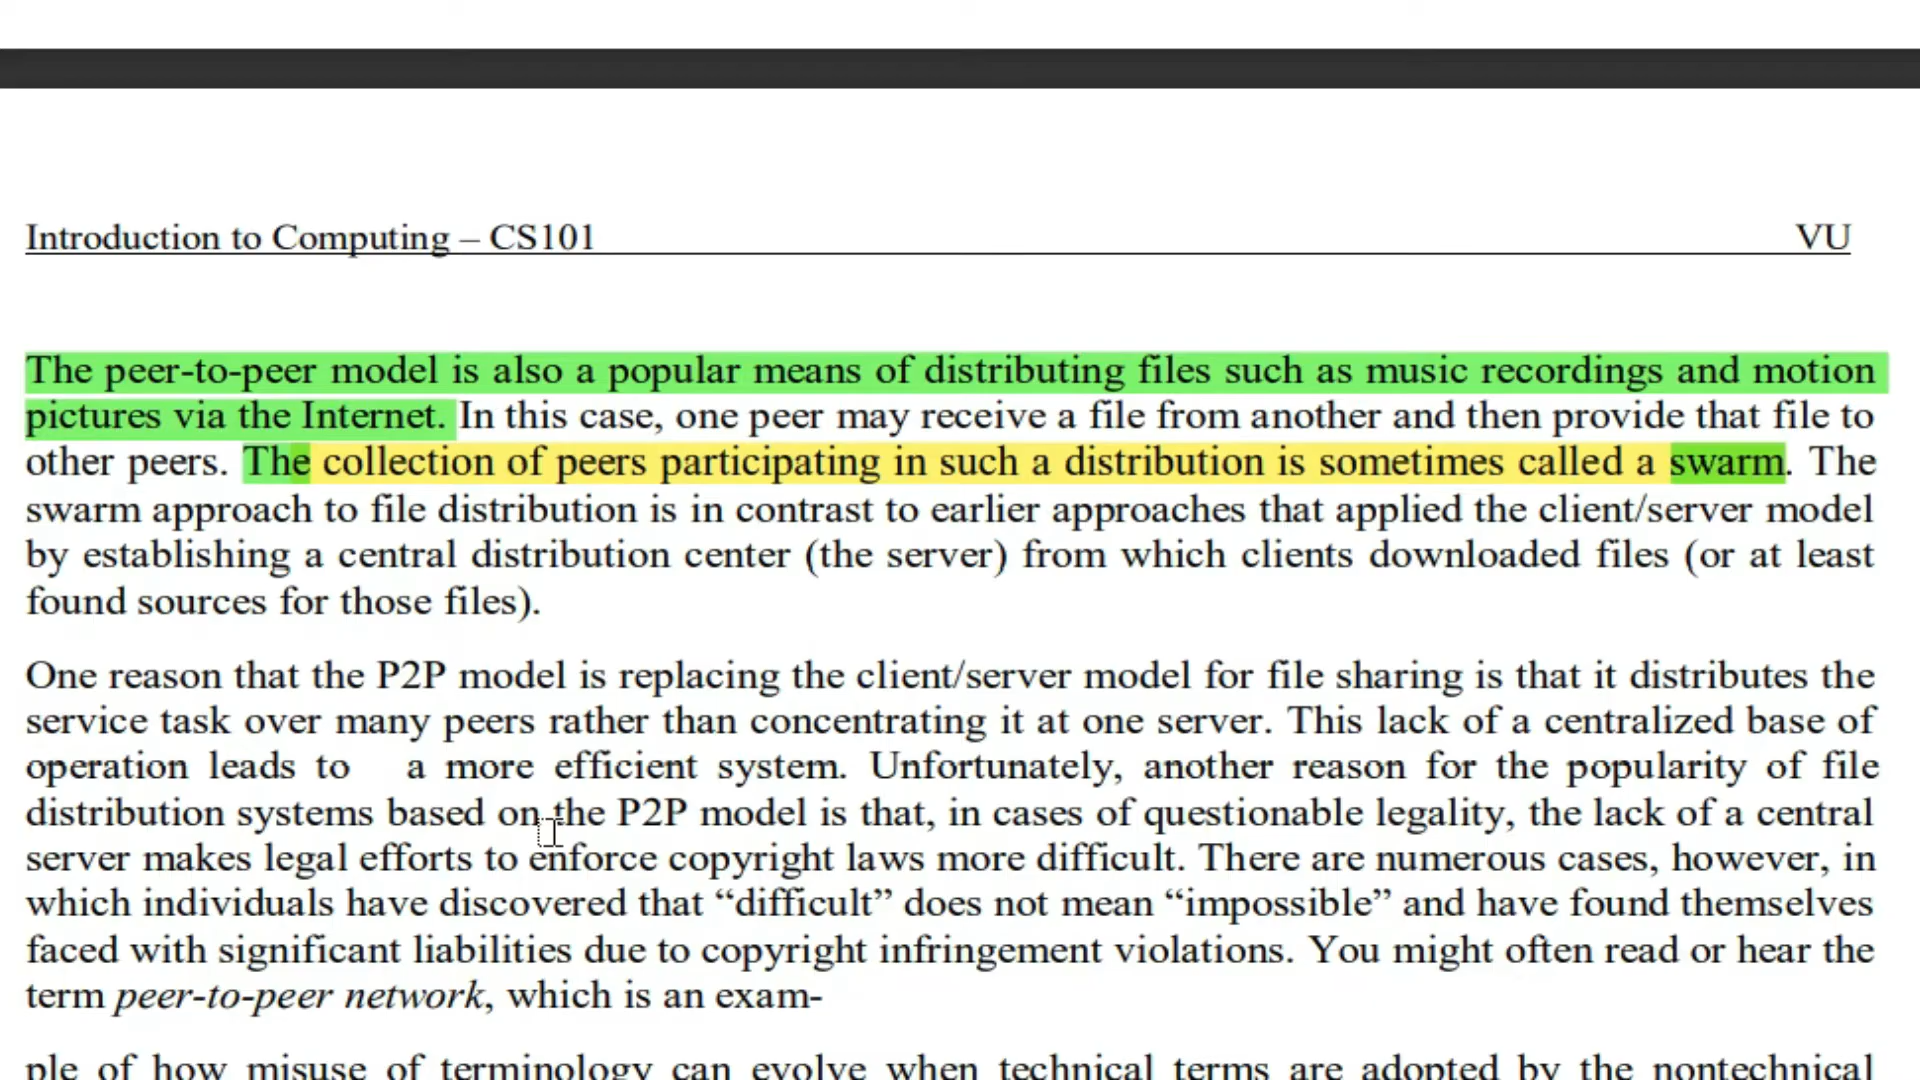 Introduction to Computing – CS101 VU
The peer-to-peer model is also a popular means of distributing files such as music recordings and motion
pictures via the Internet. In this case, one peer may receive a file from another and then provide that file to
other peers. The collection of peers participating in such a distribution is sometimes called a swarm. The
swarm approach to file distribution is in contrast to earlier approaches that applied the client/server model
by establishing a central distribution center (the server) from which clients downloaded files (or at least
found sources for those files).
One reason that the P2P model is replacing the client/server model for file sharing is that it distributes the
service task over many peers rather than concentrating it at one server. This lack of a centralized base of
operation leads to a more efficient system. Unfortunately, another reason for the popularity of file
distribution systems based on the P2P model is that, in cases of questionable legality, the lack of a central
server makes legal efforts to enforce copyright laws more difficult. There are numerous cases, however, in
which individuals have discovered that “difficult” does not mean “impossible” and have found themselves
faced with significant liabilities due to copyright infringement violations. You might often read or hear the
term peer-to-peer network, which is an exam-
ple of how misuse of terminology can evolve when technical terms are adopted by the nontechnical